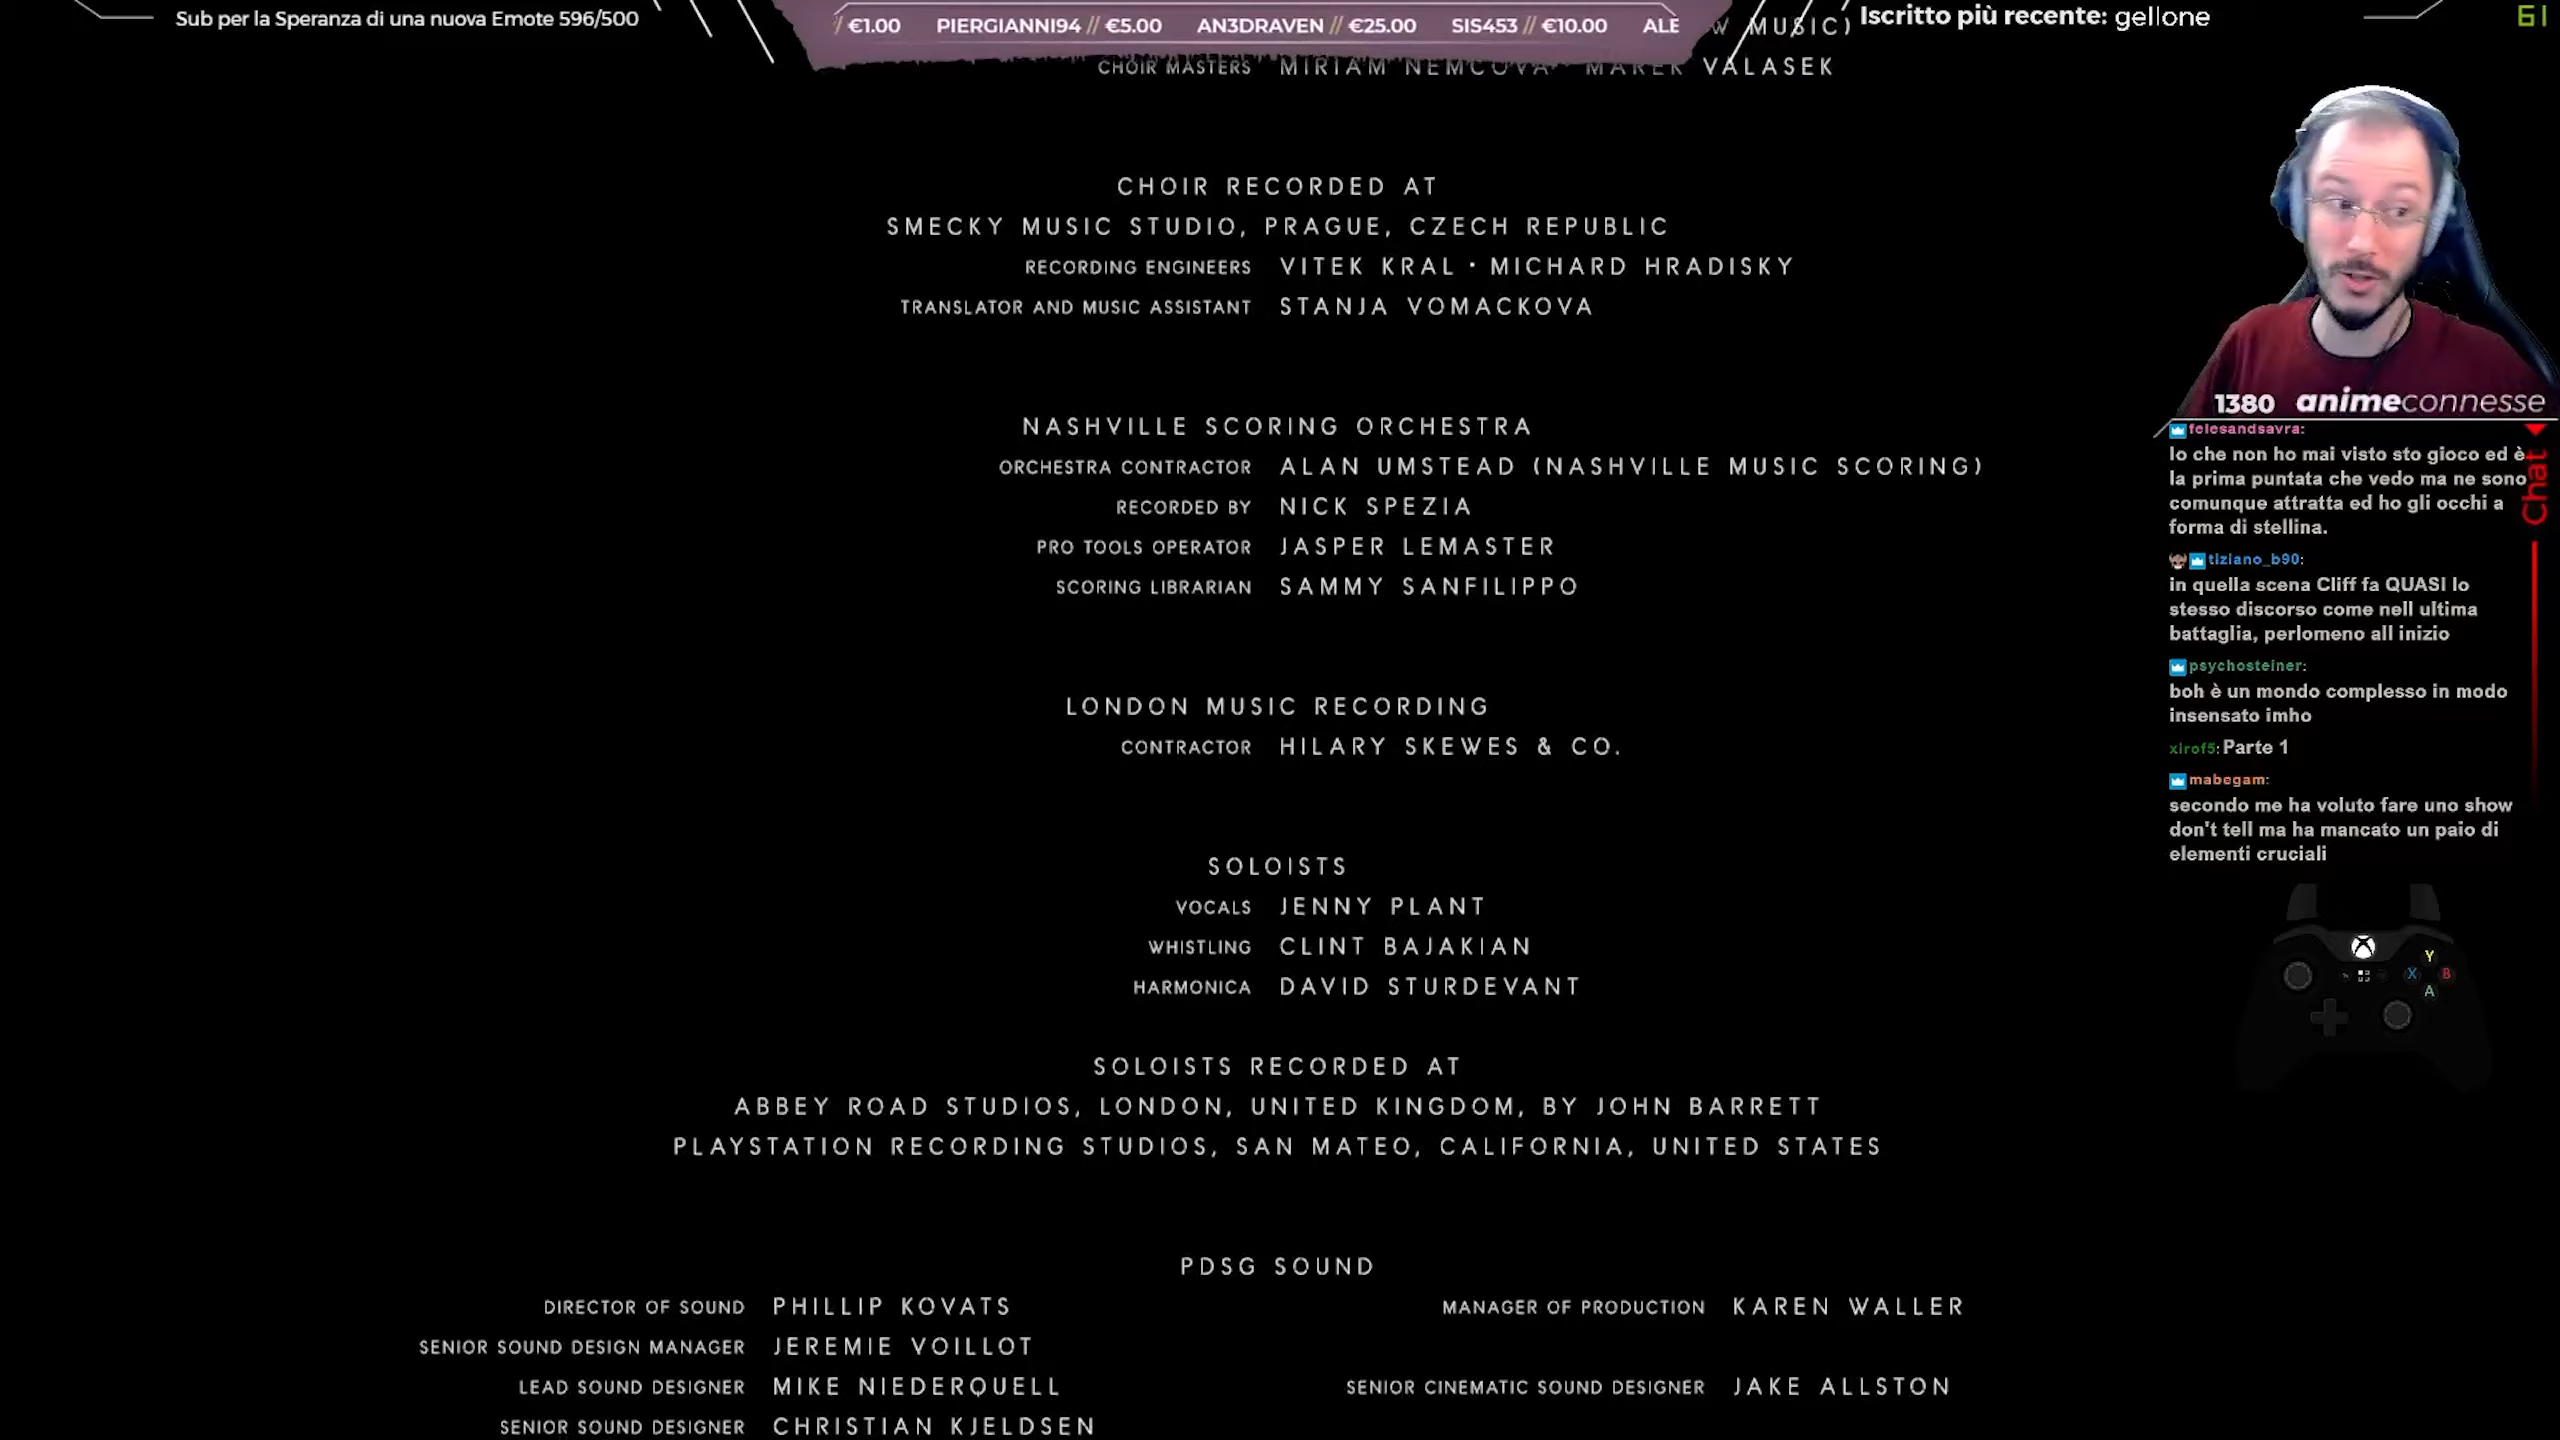 Sub per la Speranza di una nuova Emote 596/500
/ €1.00 PIERGIANNI94 // €5.00 AN3DRAVEN // €25.00 SIS453 // €10.00 ALE
MUSIC)
Iscritto più recente: gellone
61
CHOIR MASTERS MIRIAM NEMCOVA MAREK VALASEK
CHOIR RECORDED AT
SMECKY MUSIC STUDIO, PRAGUE, CZECH REPUBLIC
RECORDING ENGINEERS VITEK KRAL · MICHARD HRADISKY
TRANSLATOR AND MUSIC ASSISTANT STANJA VOMACKOVA
NASHVILLE SCORING ORCHESTRA
ORCHESTRA CONTRACTOR ALAN UMSTEAD (NASHVILLE MUSIC SCORING)
RECORDED BY NICK SPEZIA
PRO TOOLS OPERATOR JASPER LEMASTER
SCORING LIBRARIAN SAMMY SANFILIPPO
LONDON MUSIC RECORDING
CONTRACTOR HILARY SKEWES & CO.
SOLOISTS
VOCALS JENNY PLANT
WHISTLING CLINT BAJAKIAN
HARMONICA DAVID STURDEVANT
SOLOISTS RECORDED AT
ABBEY ROAD STUDIOS, LONDON, UNITED KINGDOM, BY JOHN BARRETT
PLAYSTATION RECORDING STUDIOS, SAN MATEO, CALIFORNIA, UNITED STATES
PDSG SOUND
DIRECTOR OF SOUND PHILLIP KOVATS MANAGER OF PRODUCTION KAREN WALLER
SENIOR SOUND DESIGN MANAGER JEREMIE VOILLOT
LEAD SOUND DESIGNER MIKE NIEDERQUELL SENIOR CINEMATIC SOUND DESIGNER JAKE ALLSTON
SENIOR SOUND DESIGNER CHRISTIAN KJELDSEN
1380 animeconnesse
Chat
felesandsavra:
Io che non ho mai visto sto gioco ed è
la prima puntata che vedo ma ne sono
comunque attratta ed ho gli occhi a
forma di stellina.
tiziano_b90:
in quella scena Cliff fa QUASI lo
stesso discorso come nell ultima
battaglia, perlomeno all inizio
psychosteiner:
boh è un mondo complesso in modo
insensato imho
xirof5: Parte 1
mabegam:
secondo me ha voluto fare uno show
don't tell ma ha mancato un paio di
elementi cruciali
Y
X B
A